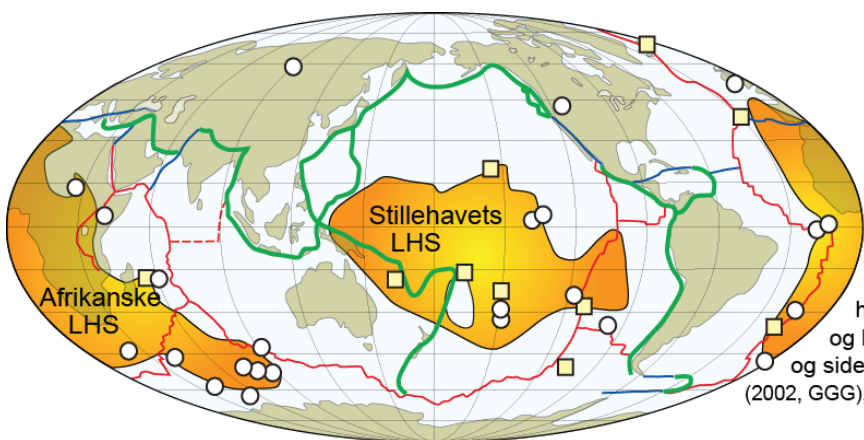 Stillehavets
LHS
Afrikanske
LHS
og
og side
(2002, GGG)